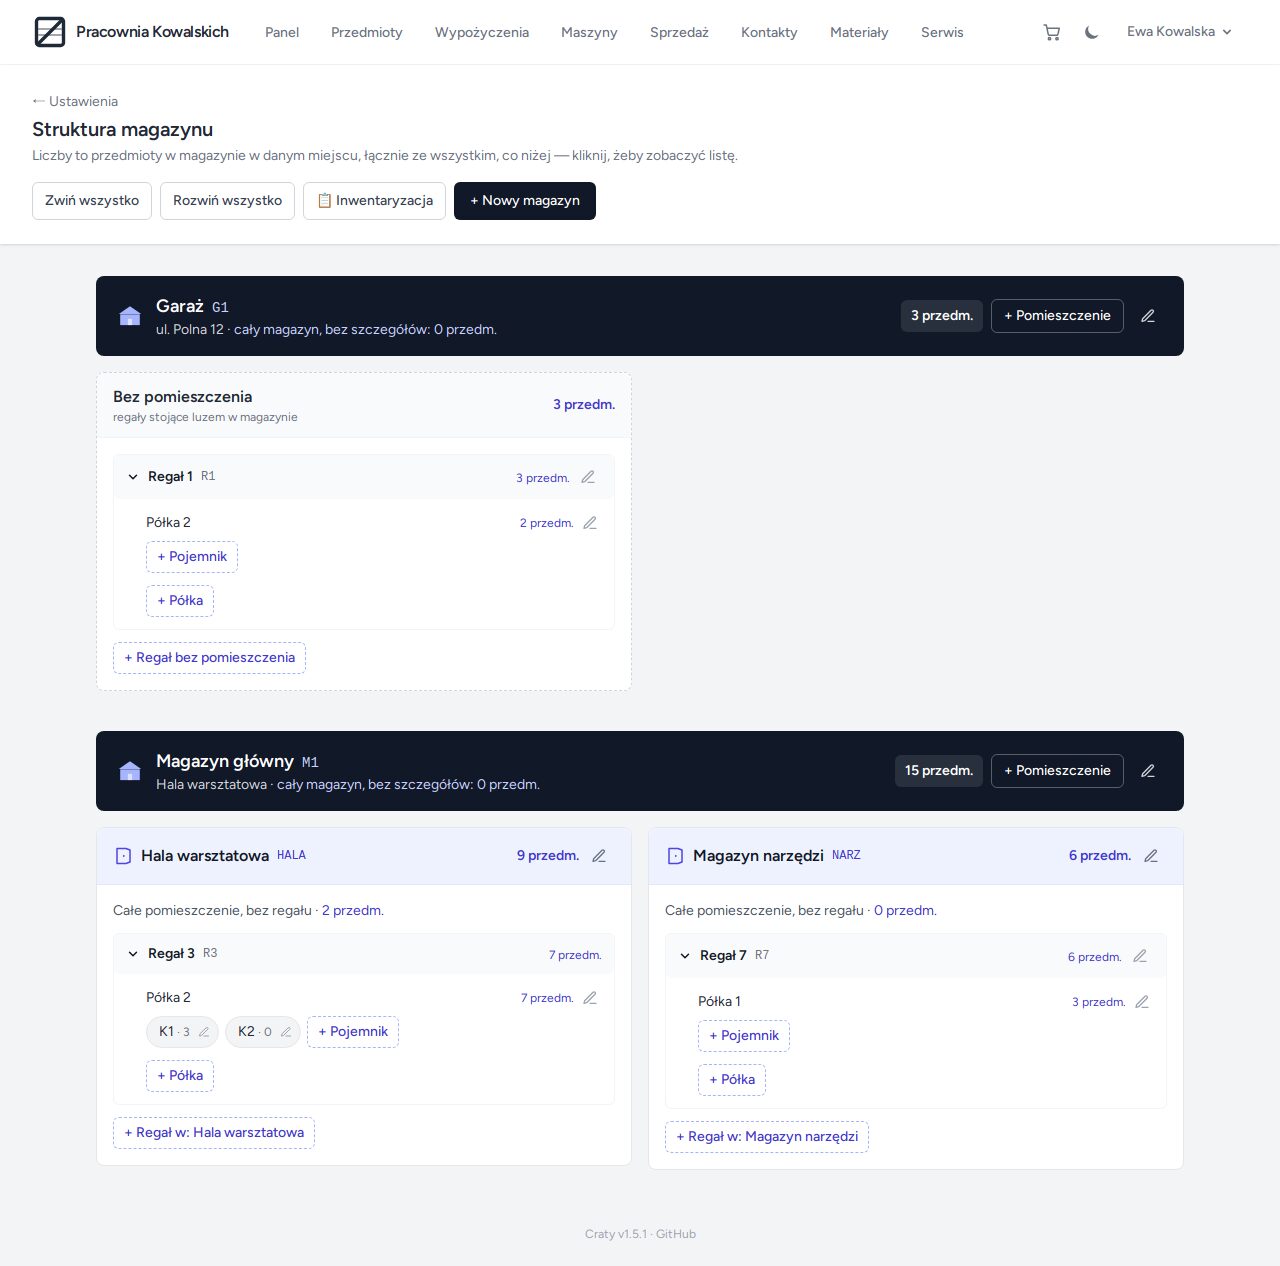 Pracownia Kowalskich Panel Przedmioty Wypożyczenia Maszyny Sprzedaż Kontakty Materiały Serwis Ewa Kowalska
← Ustawienia
Struktura magazynu
Liczby to przedmioty w magazynie w danym miejscu, łącznie ze wszystkim, co niżej — kliknij, żeby zobaczyć listę.
Zwiń wszystko Rozwiń wszystko 📋 Inwentaryzacja + Nowy magazyn
Garaż G1
ul. Polna 12 · cały magazyn, bez szczegółów: 0 przedm.
3 przedm. + Pomieszczenie
Bez pomieszczenia
regały stojące luzem w magazynie
3 przedm.
Regał 1 R1 3 przedm.
Półka 2 2 przedm.
+ Pojemnik
+ Półka
+ Regał bez pomieszczenia
Magazyn główny M1
Hala warsztatowa · cały magazyn, bez szczegółów: 0 przedm.
15 przedm. + Pomieszczenie
Hala warsztatowa HALA 9 przedm.
Całe pomieszczenie, bez regału · 2 przedm.
Regał 3 R3 7 przedm.
Półka 2 7 przedm.
K1 · 3 K2 · 0 + Pojemnik
+ Półka
+ Regał w: Hala warsztatowa
Magazyn narzędzi NARZ 6 przedm.
Całe pomieszczenie, bez regału · 0 przedm.
Regał 7 R7 6 przedm.
Półka 1 3 przedm.
+ Pojemnik
+ Półka
+ Regał w: Magazyn narzędzi
Craty v1.5.1 · GitHub